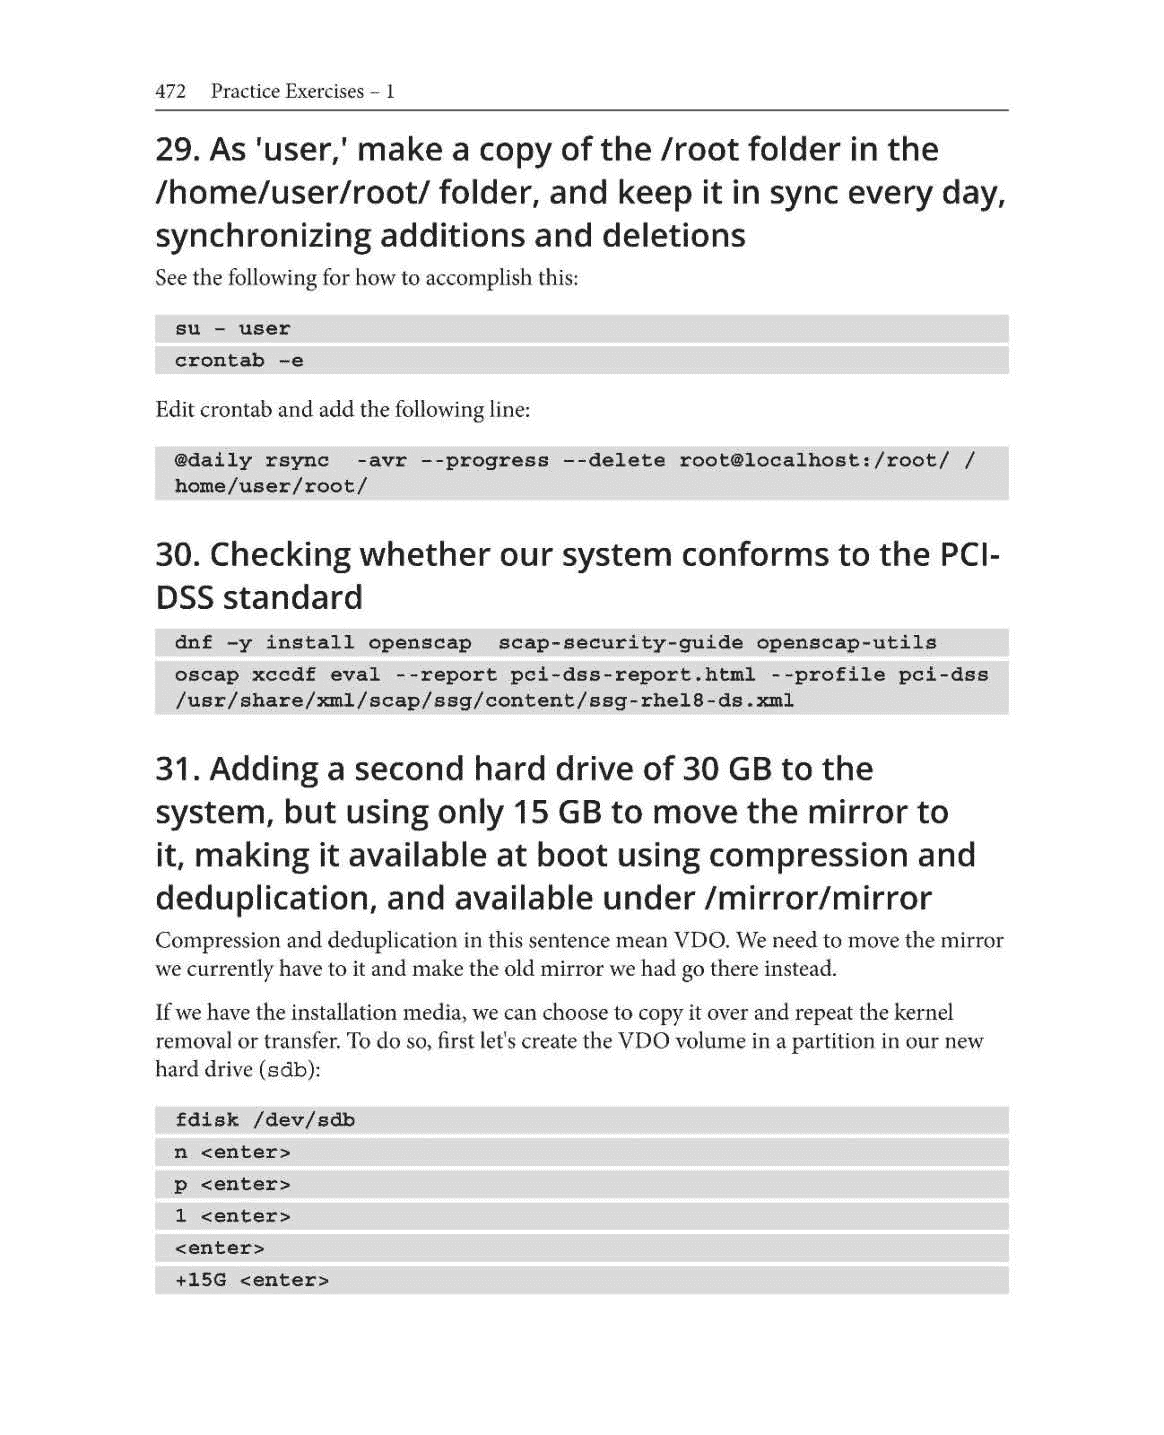 472 Practice Exercises – 1
29. As 'user,' make a copy of the /root folder in the
/home/user/root/ folder, and keep it in sync every day,
synchronizing additions and deletions
See the following for how to accomplish this:
su – user
crontab –e
Edit crontab and add the following line:
@daily rsync  -avr --progress --delete root@localhost:/root/ /
home/user/root/
30. Checking whether our system conforms to the PCI-
DSS standard
dnf –y install openscap  scap-security-guide openscap-utils
oscap xccdf eval --report pci-dss-report.html --profile pci-dss
/usr/share/xml/scap/ssg/content/ssg-rhel8-ds.xml
31. Adding a second hard drive of 30 GB to the
system, but using only 15 GB to move the mirror to
it, making it available at boot using compression and
deduplication, and available under /mirror/mirror
Compression and deduplication in this sentence mean VDO. We need to move the mirror
we currently have to it and make the old mirror we had go there instead.
If we have the installation media, we can choose to copy it over and repeat the kernel
removal or transfer. To do so, first let's create the VDO volume in a partition in our new
hard drive (sdb):
fdisk /dev/sdb
n <enter>
p <enter>
1 <enter>
<enter>
+15G <enter>